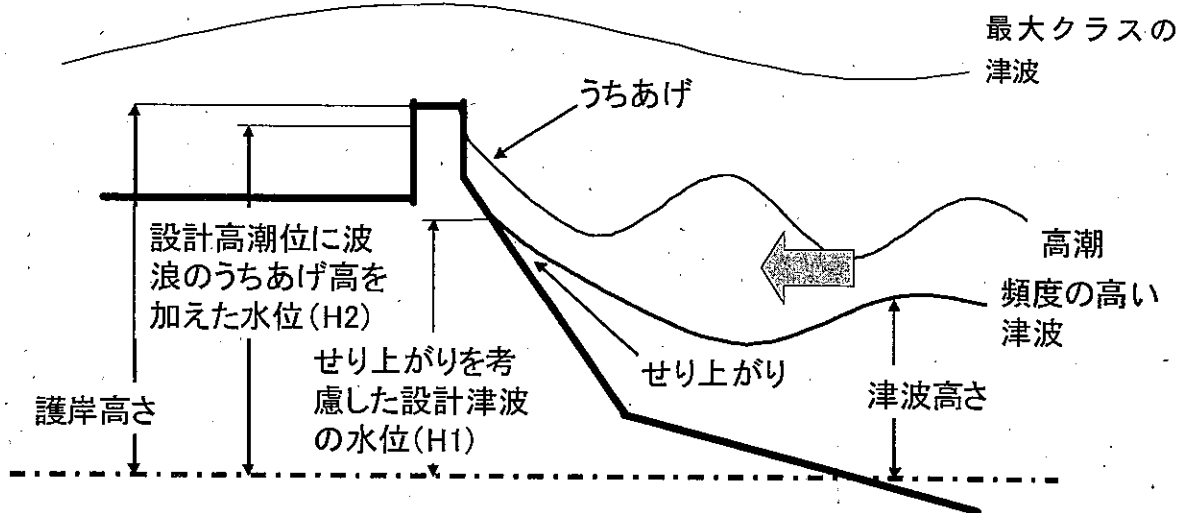 最大クラスの
津波
うちあげ
設計高潮位に波
浪のうちあげ高を
加えた水位(H2)
高潮
頻度の高い
津波
せり上がりを考
慮した設計津波
の水位(H1)
せり上がり
津波高さ
護岸高さ